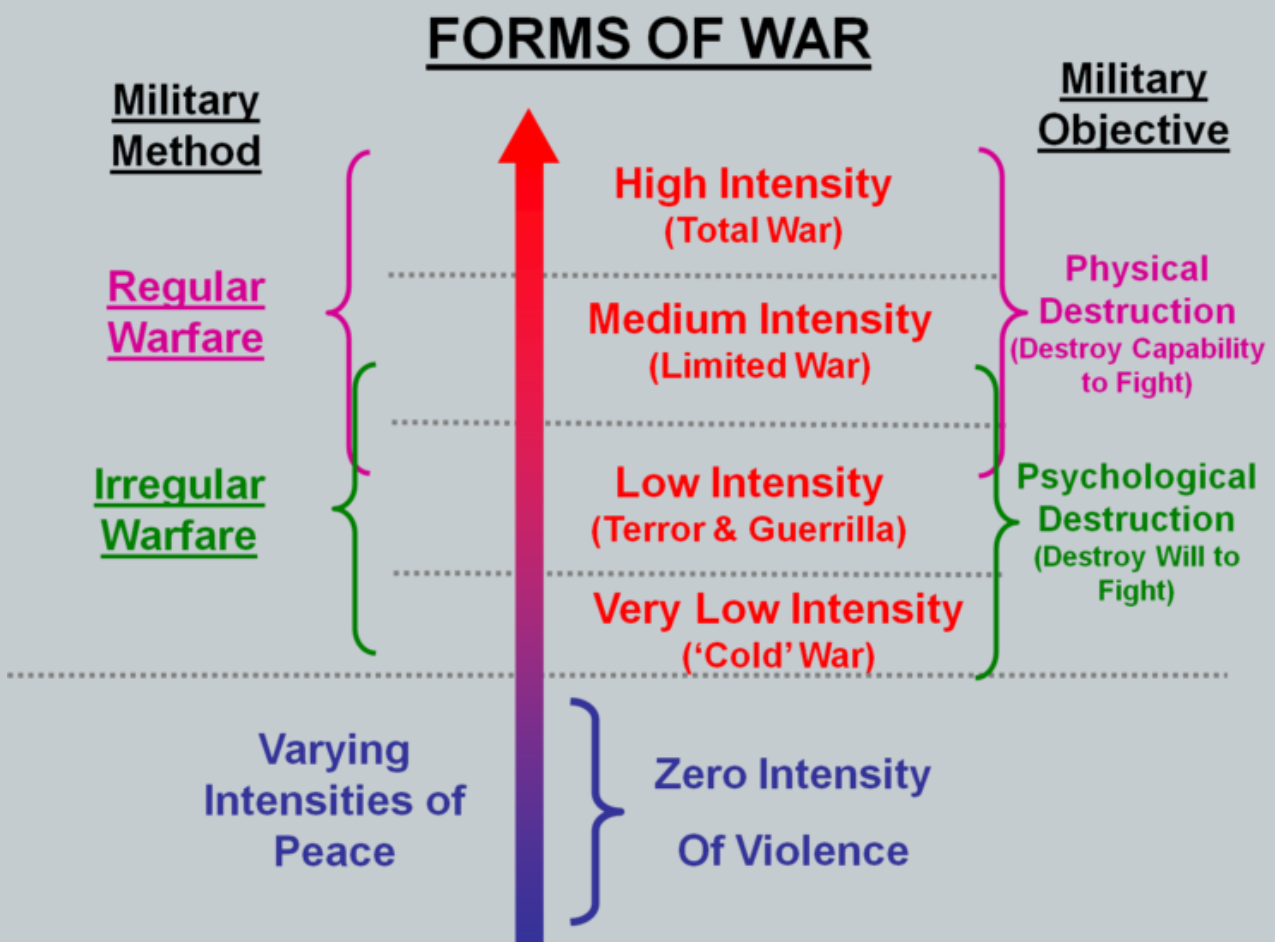 FORMS OF WAR
Military
Method
Military
Objective
High Intensity
(Total War)
Regular
Warfare
Medium Intensity
(Limited War)
Physical
Destruction
(Destroy Capability
to Fight)
Irregular
Warfare
Low Intensity
(Terror & Guerrilla)
Psychological
Destruction
(Destroy Will to
Fight)
Very Low Intensity
(‘Cold’ War)
Varying
Intensities of
Peace
Zero Intensity
Of Violence